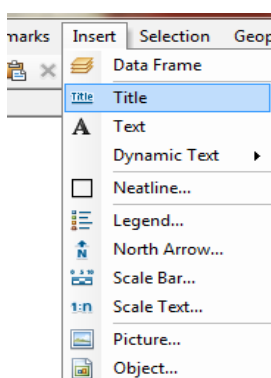 marks Insert Selection Geop
Data Frame
Title Title
A Text
Dynamic Text
Neatline...
Legend...
N North Arrow...
Scale Bar...
1:n Scale Text...
Picture...
Object...